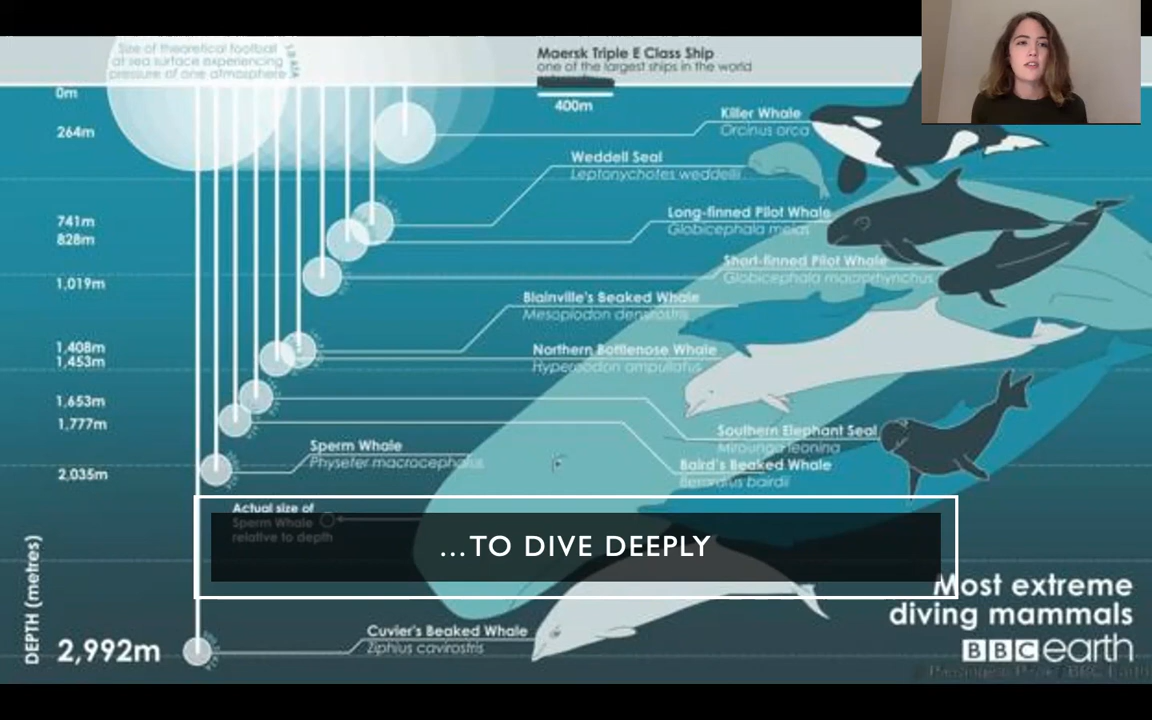 Size of theoretical football
at sea surface experiencing
pressure of one atmosphere
Maersk Triple E Class Ship
one of the largest ships in the world
400m
0m
264m
741m
828m
1,019m
1,408m
1,453m
1,653m
1,777m
2,035m
2,992m
DEPTH (metres)
Killer Whale
Orcinus orca
Weddell Seal
Leptonychotes weddellii
Long-finned Pilot Whale
Globicephala melas
Short-finned Pilot Whale
Globicephala macrorhynchus
Blainville's Beaked Whale
Mesoplodon densirostris
Northern Bottlenose Whale
Hyperoodon ampullatus
Southern Elephant Seal
Mirounga leonina
Baird's Beaked Whale
Berardius bairdii
Sperm Whale
Physeter macrocephalus
Actual size of
Sperm Whale
relative to depth
...TO DIVE DEEPLY
Cuvier's Beaked Whale
Ziphius cavirostris
Most extreme
diving mammals
BBC earth